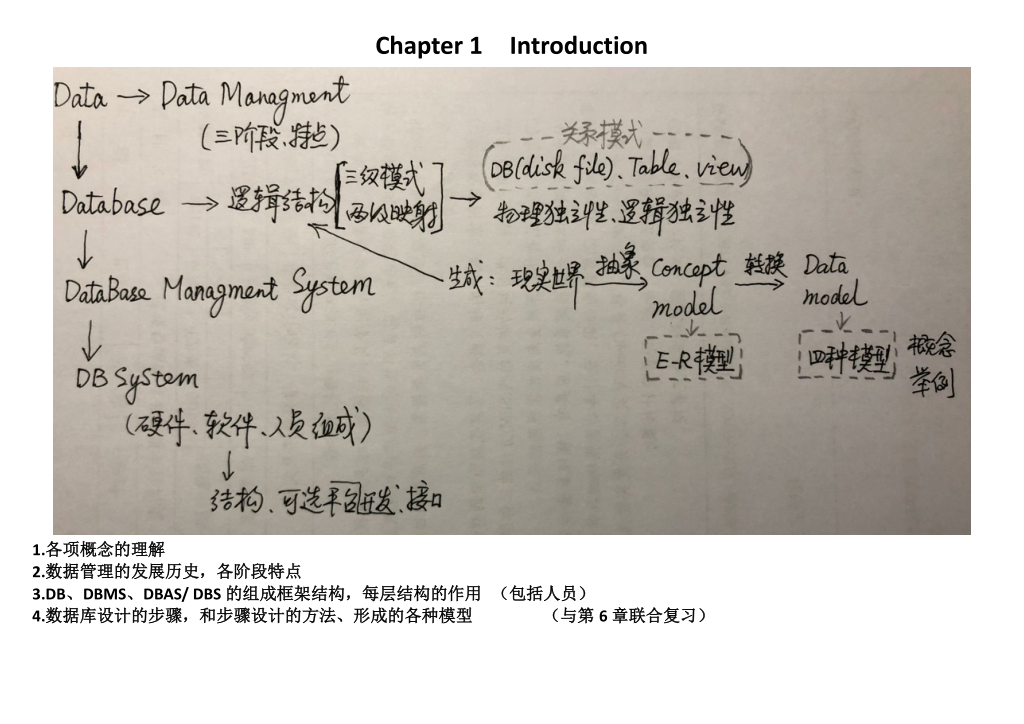 Chapter 1 Introduction
Data → Data Managment
(三阶段、特点)
关系模式
DB(disk file)、Table、view
Database → 逻辑结构[三级模式 两级映射] →
物理独立性、逻辑独立性
生成：现实世界 抽象→ Concept model 转换→ Data model
DataBase Managment System
E-R模型
四种模型 概念举例
DB SyStem
(硬件、软件、人员组成)
结构、可选平台开发、接口
1.各项概念的理解
2.数据管理的发展历史，各阶段特点
3.DB、DBMS、DBAS/ DBS 的组成框架结构，每层结构的作用 （包括人员）
4.数据库设计的步骤，和步骤设计的方法、形成的各种模型 （与第 6 章联合复习）